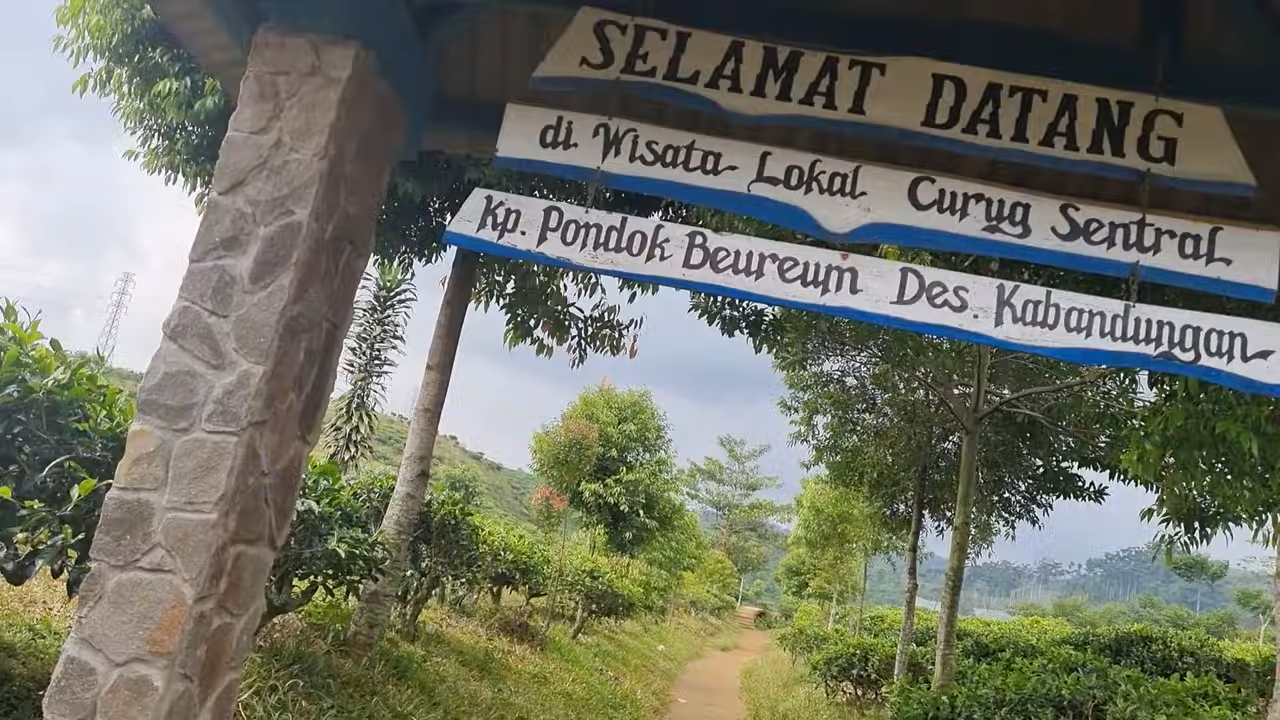 SELAMAT DATANG
di. Wisata Lokal Curug Sentral
Kp. Pondok Beureum Des. Kabandungan